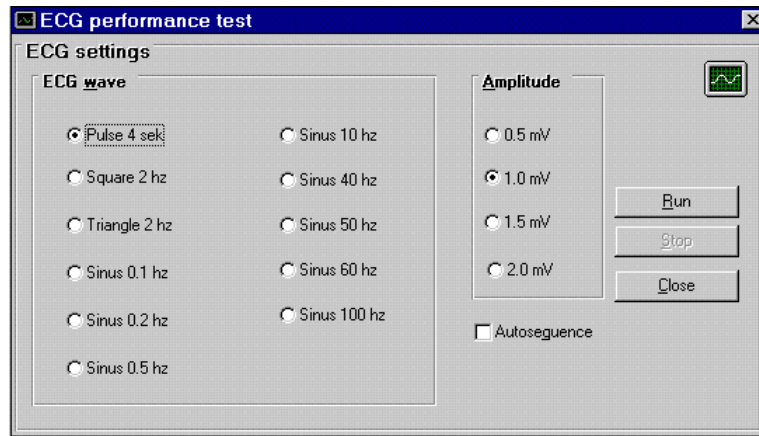 ECG performance test
ECG settings
ECG wave
Pulse 4 sek
Square 2 hz
Triangle 2 hz
Sinus 0.1 hz
Sinus 0.2 hz
Sinus 0.5 hz
Sinus 10 hz
Sinus 40 hz
Sinus 50 hz
Sinus 60 hz
Sinus 100 hz
Amplitude
0.5 mV
1.0 mV
1.5 mV
2.0 mV
Autoseguence
Run
Stop
Close